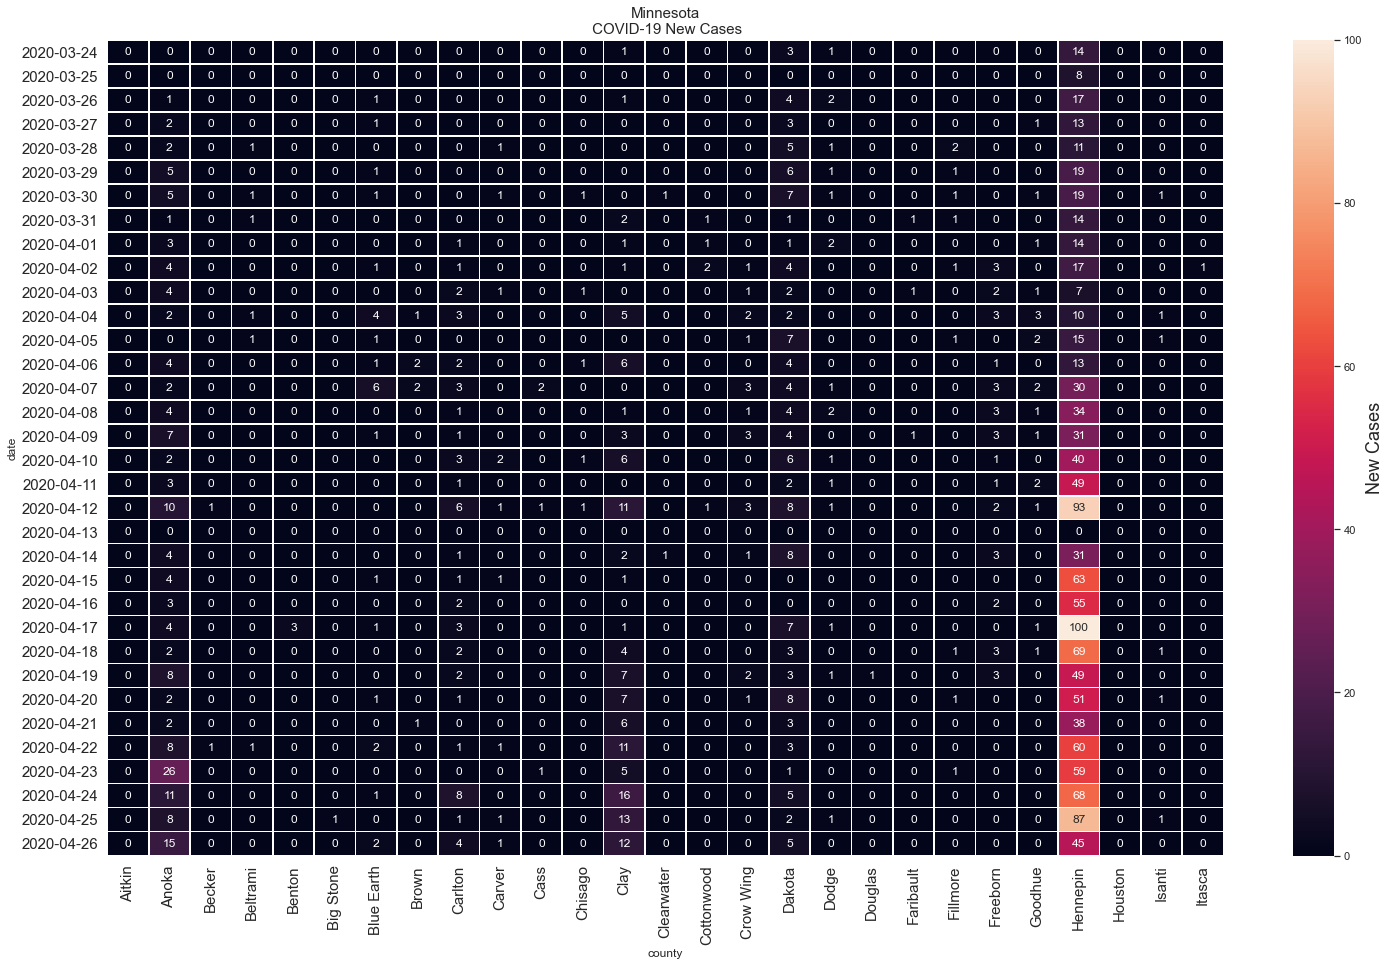 Minnesota
COVID-19 New Cases
2020-03-24 0 0 0 0 0 0 0 0 0 0 0 0 1 0 0 0 3 1 0 0 0 0 0 14 0 0 0
2020-03-25 0 0 0 0 0 0 0 0 0 0 0 0 0 0 0 0 0 0 0 0 0 0 0 8 0 0 0
2020-03-26 0 1 0 0 0 0 1 0 0 0 0 0 1 0 0 0 4 2 0 0 0 0 0 17 0 0 0
2020-03-27 0 2 0 0 0 0 1 0 0 0 0 0 0 0 0 0 3 0 0 0 0 0 1 13 0 0 0
2020-03-28 0 2 0 1 0 0 0 0 0 1 0 0 0 0 0 0 5 1 0 0 2 0 0 11 0 0 0
2020-03-29 0 5 0 0 0 0 1 0 0 0 0 0 0 0 0 0 6 1 0 0 1 0 0 19 0 0 0
2020-03-30 0 5 0 1 0 0 1 0 0 1 0 1 0 1 0 0 7 1 0 0 1 0 1 19 0 1 0
2020-03-31 0 1 0 1 0 0 0 0 0 0 0 0 2 0 1 0 1 0 0 1 1 0 0 14 0 0 0
2020-04-01 0 3 0 0 0 0 0 0 1 0 0 0 1 0 1 0 1 2 0 0 0 0 1 14 0 0 0
2020-04-02 0 4 0 0 0 0 1 0 1 0 0 0 1 0 2 1 4 0 0 0 1 3 0 17 0 0 1
2020-04-03 0 4 0 0 0 0 0 0 2 1 0 1 0 0 0 1 2 0 0 1 0 2 1 7 0 0 0
2020-04-04 0 2 0 1 0 0 4 1 3 0 0 0 5 0 0 2 2 0 0 0 0 3 3 10 0 1 0
2020-04-05 0 0 0 1 0 0 1 0 0 0 0 0 0 0 0 1 7 0 0 0 1 0 2 15 0 1 0
2020-04-06 0 4 0 0 0 0 1 2 2 0 0 1 6 0 0 0 4 0 0 0 0 1 0 13 0 0 0
2020-04-07 0 2 0 0 0 0 6 2 3 0 2 0 0 0 0 3 4 1 0 0 0 3 2 30 0 0 0
2020-04-08 0 4 0 0 0 0 0 0 1 0 0 0 1 0 0 1 4 2 0 0 0 3 1 34 0 0 0
2020-04-09 0 7 0 0 0 0 1 0 1 0 0 0 3 0 0 3 4 0 0 1 0 3 1 31 0 0 0
2020-04-10 0 2 0 0 0 0 0 0 3 2 0 1 6 0 0 0 6 1 0 0 0 1 0 40 0 0 0
2020-04-11 0 3 0 0 0 0 0 0 1 0 0 0 0 0 0 0 2 1 0 0 0 1 2 49 0 0 0
2020-04-12 0 10 1 0 0 0 0 0 6 1 1 1 11 0 1 3 8 1 0 0 0 2 1 93 0 0 0
2020-04-13 0 0 0 0 0 0 0 0 0 0 0 0 0 0 0 0 0 0 0 0 0 0 0 0 0 0 0
2020-04-14 0 4 0 0 0 0 0 0 1 0 0 0 2 1 0 1 8 0 0 0 0 3 0 31 0 0 0
2020-04-15 0 4 0 0 0 0 1 0 1 1 0 0 1 0 0 0 0 0 0 0 0 0 0 63 0 0 0
2020-04-16 0 3 0 0 0 0 0 0 2 0 0 0 0 0 0 0 0 0 0 0 0 2 0 55 0 0 0
2020-04-17 0 4 0 0 3 0 1 0 3 0 0 0 1 0 0 0 7 1 0 0 0 0 1 100 0 0 0
2020-04-18 0 2 0 0 0 0 0 0 2 0 0 0 4 0 0 0 3 0 0 0 1 3 1 69 0 1 0
2020-04-19 0 8 0 0 0 0 0 0 2 0 0 0 7 0 0 2 3 1 1 0 0 3 0 49 0 0 0
2020-04-20 0 2 0 0 0 0 1 0 1 0 0 0 7 0 0 1 8 0 0 0 1 0 0 51 0 1 0
2020-04-21 0 2 0 0 0 0 0 1 0 0 0 0 6 0 0 0 3 0 0 0 0 0 0 38 0 0 0
2020-04-22 0 8 1 1 0 0 2 0 1 1 0 0 11 0 0 0 3 0 0 0 0 0 0 60 0 0 0
2020-04-23 0 26 0 0 0 0 0 0 0 0 1 0 5 0 0 0 1 0 0 0 1 0 0 59 0 0 0
2020-04-24 0 11 0 0 0 0 1 0 8 0 0 0 16 0 0 0 5 0 0 0 0 0 0 68 0 0 0
2020-04-25 0 8 0 0 0 1 0 0 1 1 0 0 13 0 0 0 2 1 0 0 0 0 0 87 0 1 0
2020-04-26 0 15 0 0 0 0 2 0 4 1 0 0 12 0 0 0 5 0 0 0 0 0 0 45 0 0 0
date
Aitkin Anoka Becker Beltrami Benton Big Stone Blue Earth Brown Carlton Carver Cass Chisago Clay Clearwater Cottonwood Crow Wing Dakota Dodge Douglas Faribault Fillmore Freeborn Goodhue Hennepin Houston Isanti Itasca
county
100
80
60
40
20
0
New Cases